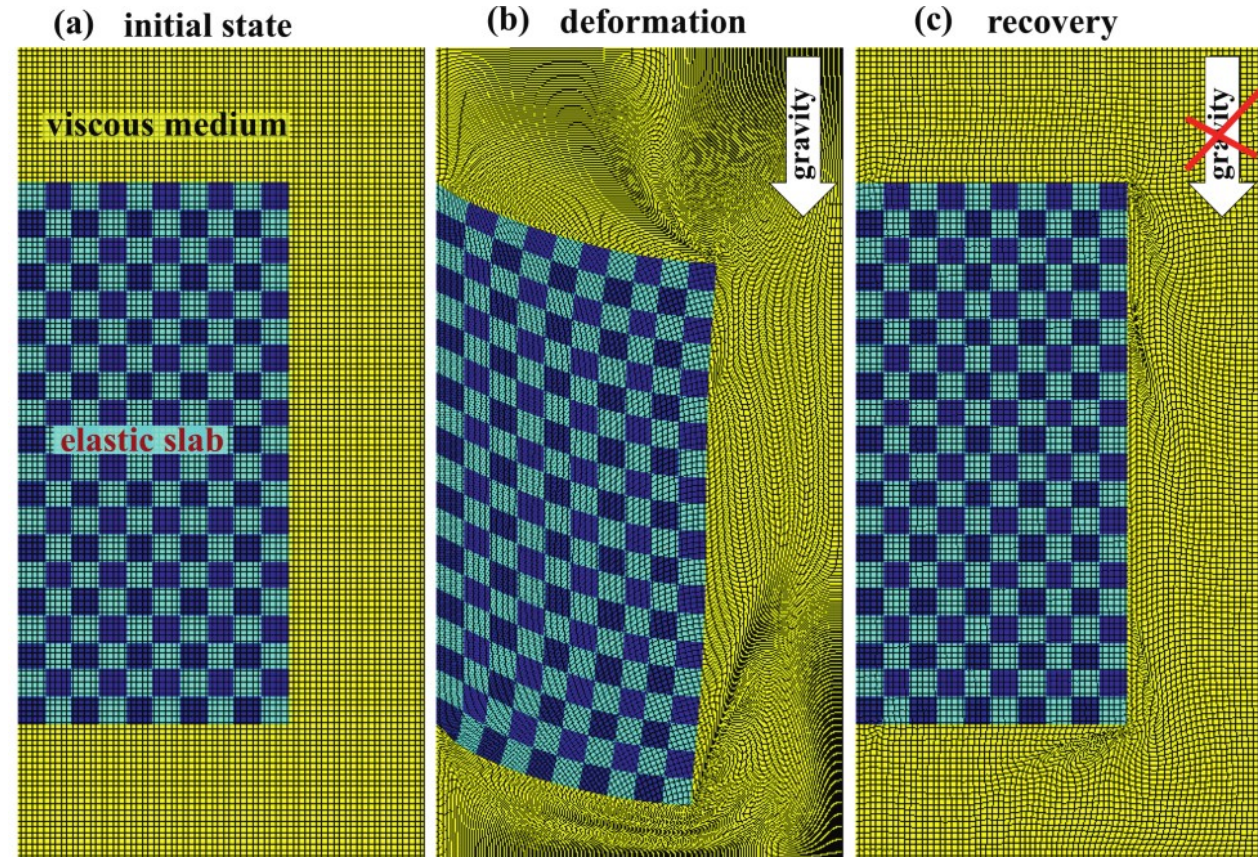 (a) initial state
(b) deformation
(c) recovery
viscous medium
elastic slab
gravity
gravity